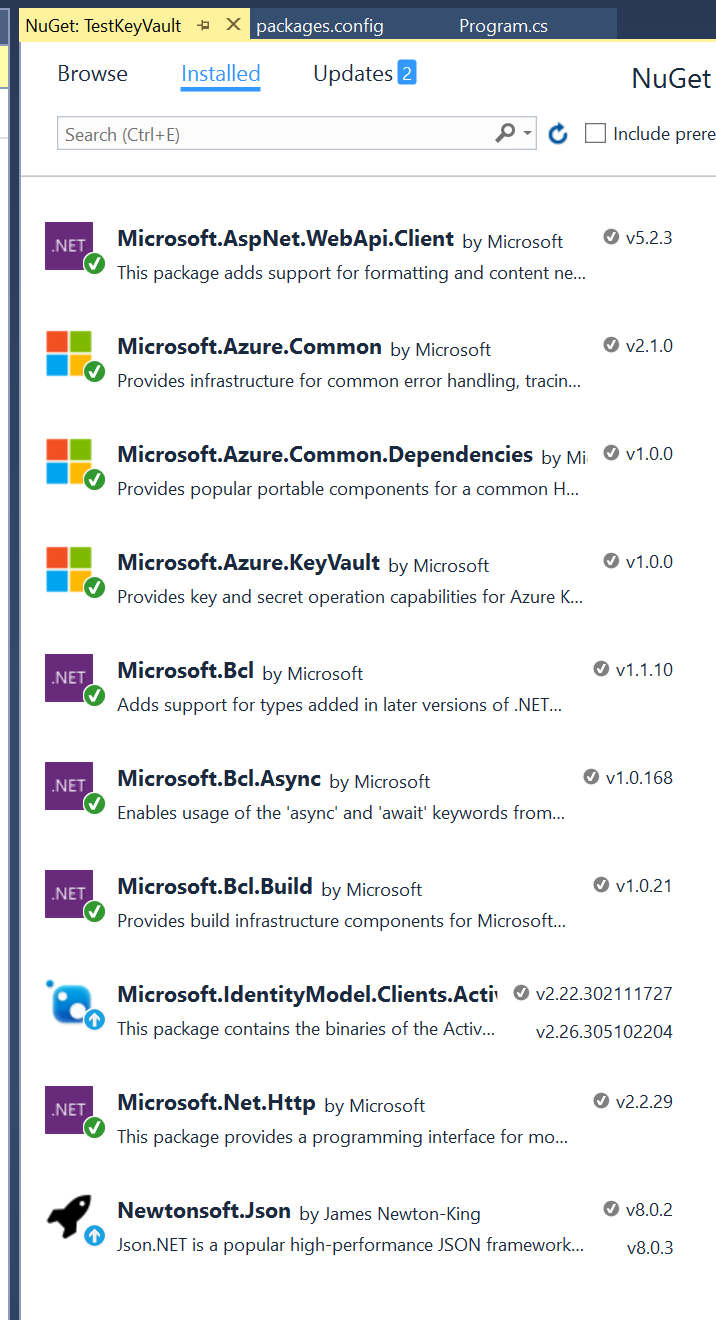 NuGet: TestKeyVault packages.config Program.cs
Browse Installed Updates 2 NuGet
Search (Ctrl+E) Include prere
.NET Microsoft.AspNet.WebApi.Client by Microsoft v5.2.3
This package adds support for formatting and content ne...
Microsoft.Azure.Common by Microsoft v2.1.0
Provides infrastructure for common error handling, tracin...
Microsoft.Azure.Common.Dependencies by Mi v1.0.0
Provides popular portable components for a common H...
Microsoft.Azure.KeyVault by Microsoft v1.0.0
Provides key and secret operation capabilities for Azure K...
.NET Microsoft.Bcl by Microsoft v1.1.10
Adds support for types added in later versions of .NET...
.NET Microsoft.Bcl.Async by Microsoft v1.0.168
Enables usage of the 'async' and 'await' keywords from...
.NET Microsoft.Bcl.Build by Microsoft v1.0.21
Provides build infrastructure components for Microsoft...
Microsoft.IdentityModel.Clients.Acti v2.22.302111727
This package contains the binaries of the Activ... v2.26.305102204
.NET Microsoft.Net.Http by Microsoft v2.2.29
This package provides a programming interface for mo...
Newtonsoft.Json by James Newton-King v8.0.2
Json.NET is a popular high-performance JSON framework... v8.0.3